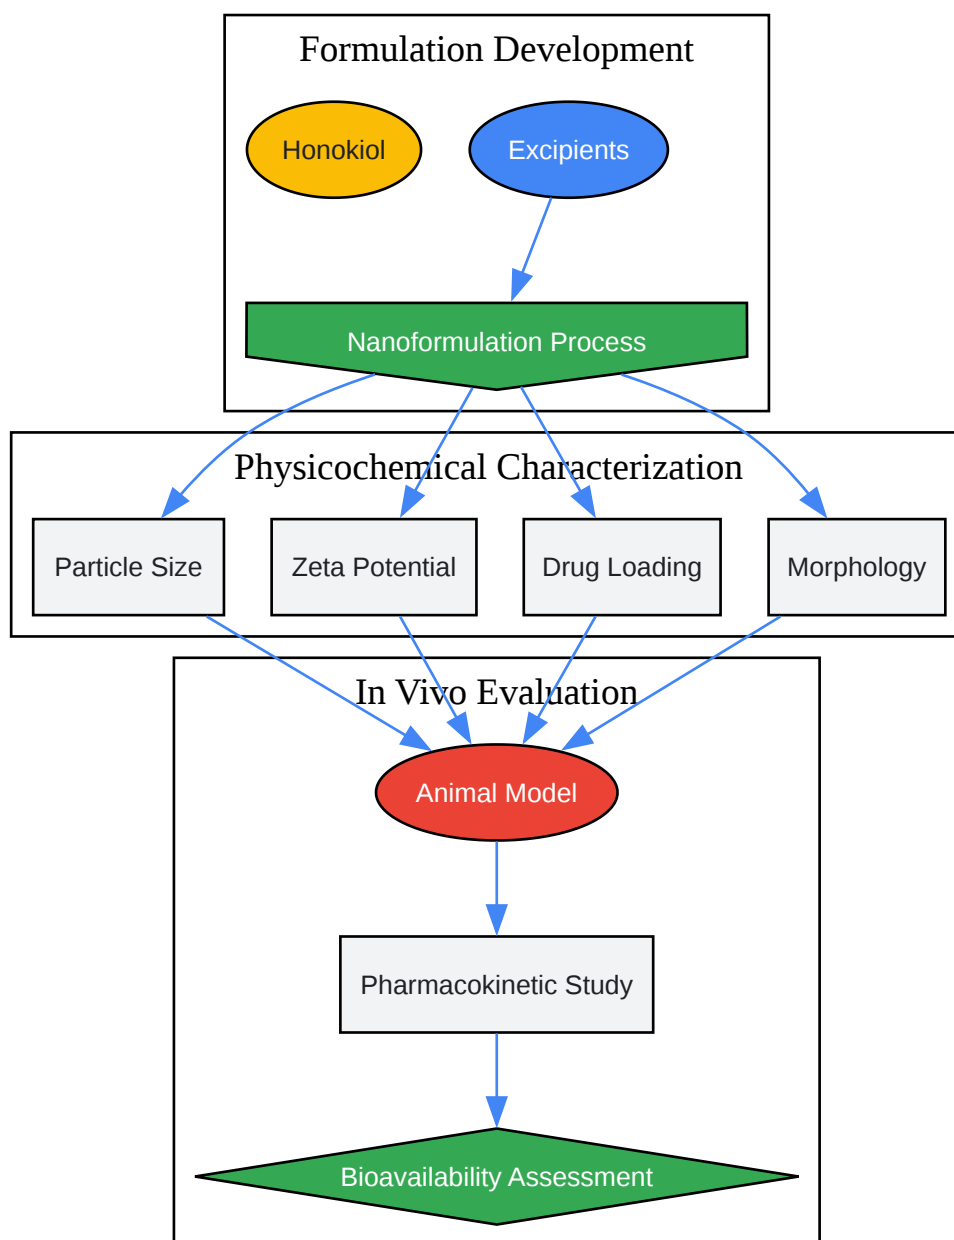 Formulation Development
Honokiol
Excipients
Nanoformulation Process
Physicochemical Characterization
Particle Size
Zeta Potential
Drug Loading
Morphology
In Vivo Evaluation
Animal Model
Pharmacokinetic Study
Bioavailability Assessment